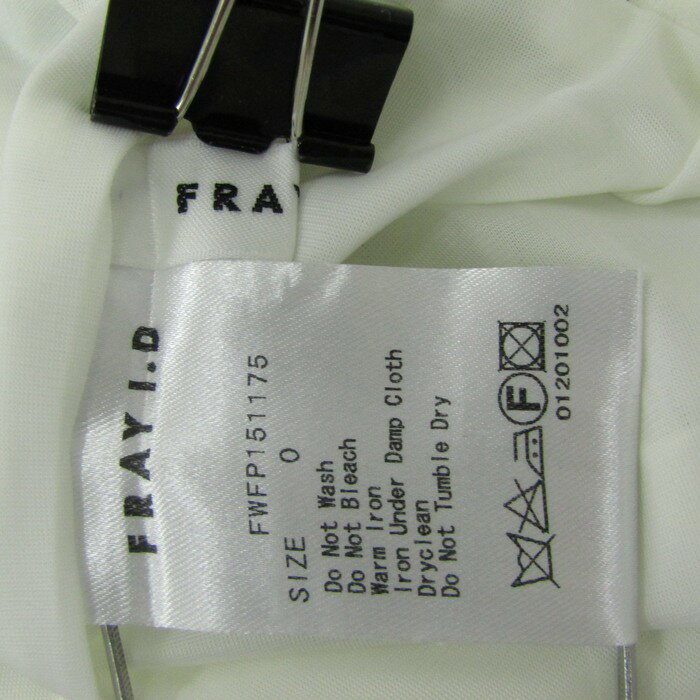 FRAY
FRAY I.D
FWFP151175
SIZE 0
Do Not Wash
Do Not Bleach
Warm Iron
Iron Under Damp Cloth
Dryclean
Do Not Tumble Dry
F
01201002